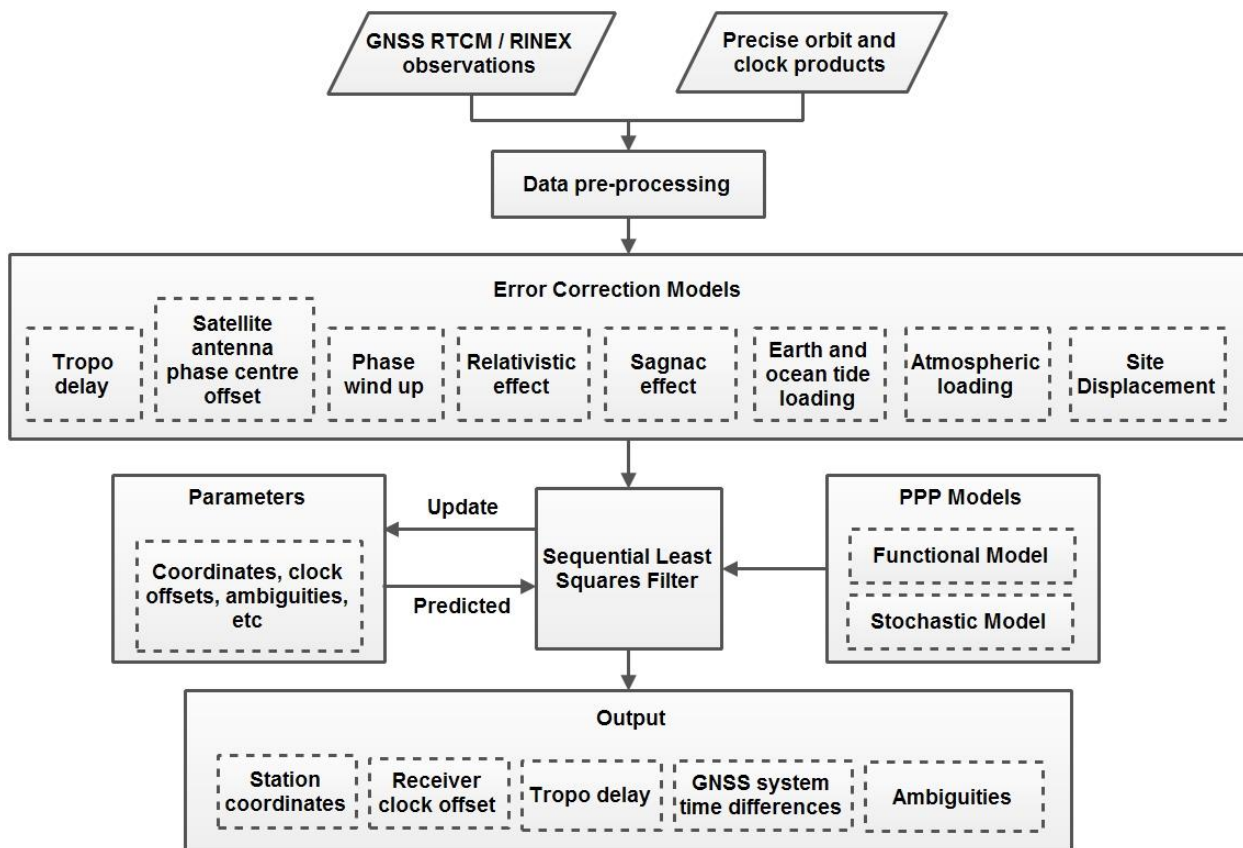 GNSS RTCM / RINEX
observations
Precise orbit and
clock products
Data pre-processing
Error Correction Models
Tropo
delay
Satellite
antenna
phase centre
offset
Phase
wind up
Relativistic
effect
Sagnac
effect
Earth and
ocean tide
loading
Atmospheric
loading
Site
Displacement
Parameters
Coordinates, clock
offsets, ambiguities,
etc
Update
Predicted
Sequential Least
Squares Filter
PPP Models
Functional Model
Stochastic Model
Output
Station
coordinates
Receiver
clock offset
Tropo delay
GNSS system
time differences
Ambiguities